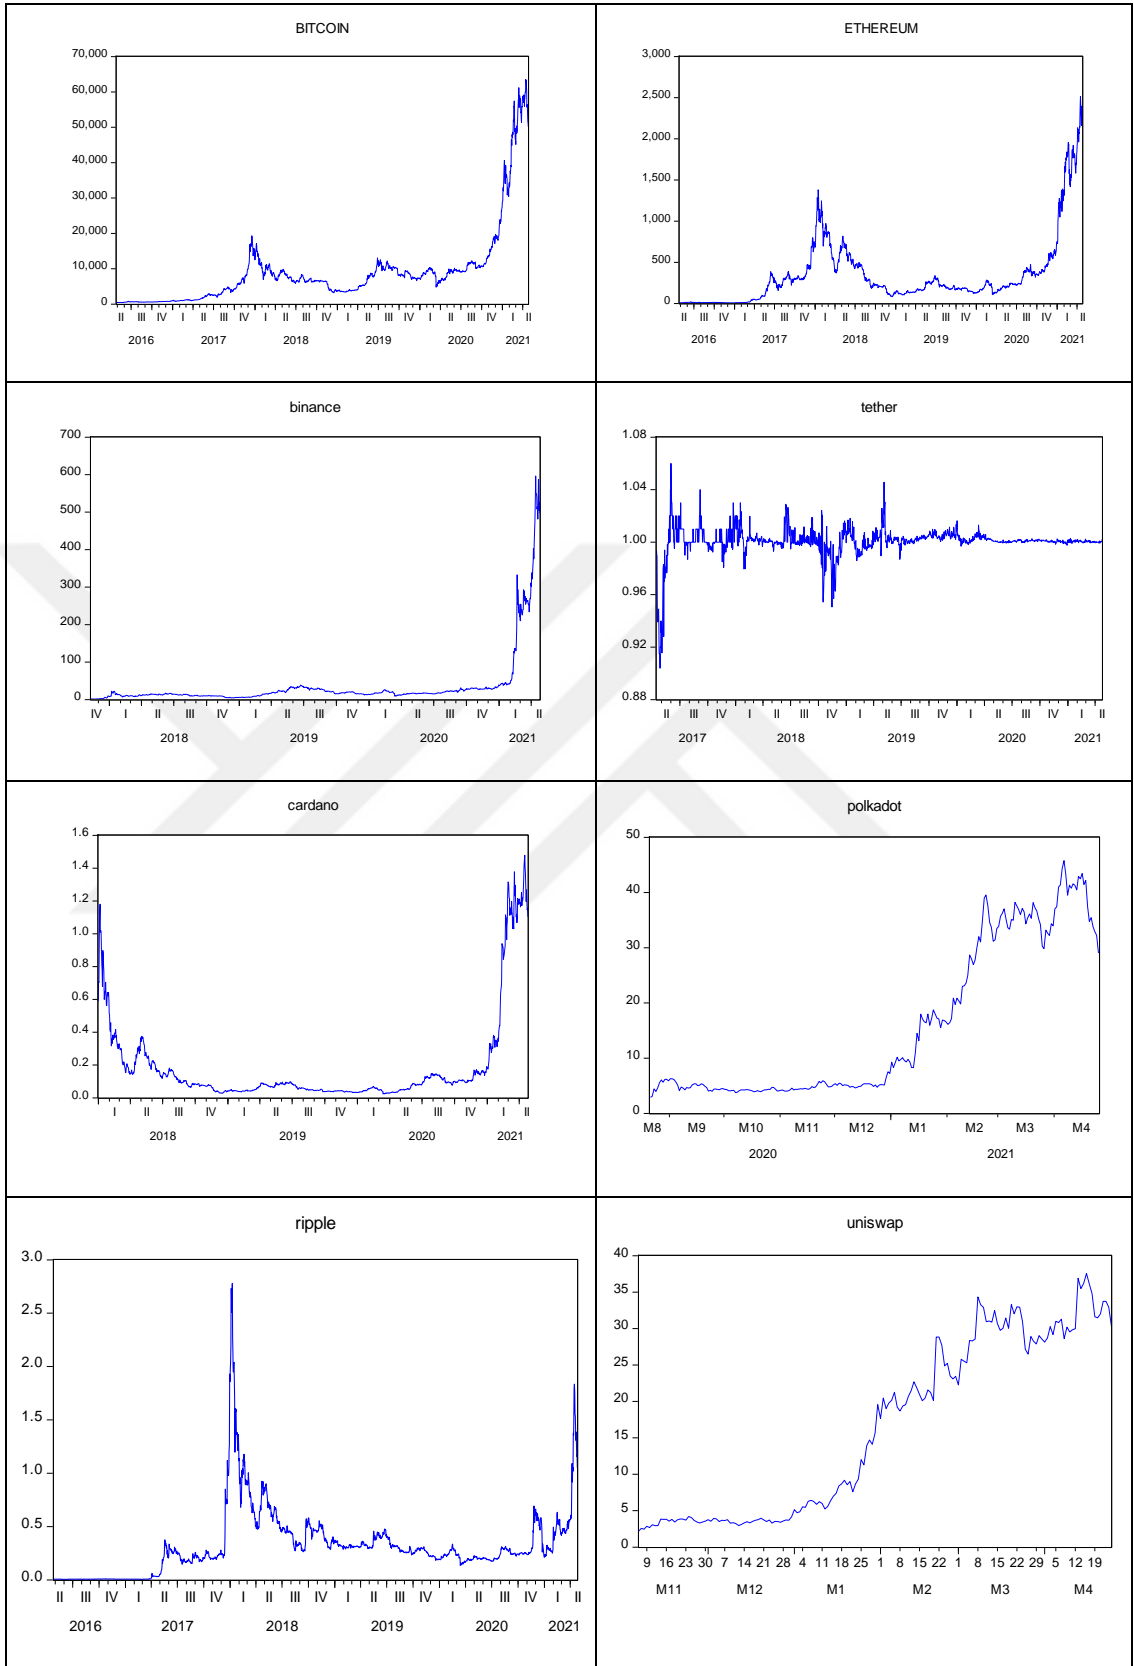 BITCOIN
70,000
60,000
50,000
40,000
30,000
20,000
10,000
0
II III IV I II III IV I II III IV I II III IV I II III IV I II
2016 2017 2018 2019 2020 2021
ETHEREUM
3,000
2,500
2,000
1,500
1,000
500
0
II III IV I II III IV I II III IV I II III IV I II III IV I II
2016 2017 2018 2019 2020 2021
binance
700
600
500
400
300
200
100
0
IV I II III IV I II III IV I II III IV I II
2018 2019 2020 2021
tether
1.08
1.04
1.00
0.96
0.92
0.88
II III IV I II III IV I II III IV I II III IV I II
2017 2018 2019 2020 2021
cardano
1.6
1.4
1.2
1.0
0.8
0.6
0.4
0.2
0.0
I II III IV I II III IV I II III IV I II
2018 2019 2020 2021
polkadot
50
40
30
20
10
0
M8 M9 M10 M11 M12 M1 M2 M3 M4
2020 2021
ripple
3.0
2.5
2.0
1.5
1.0
0.5
0.0
II III IV I II III IV I II III IV I II III IV I II III IV I II
2016 2017 2018 2019 2020 2021
uniswap
40
35
30
25
20
15
10
5
0
9 16 23 30 7 14 21 28 4 11 18 25 1 8 15 22 1 8 15 22 29 5 12 19
M11 M12 M1 M2 M3 M4